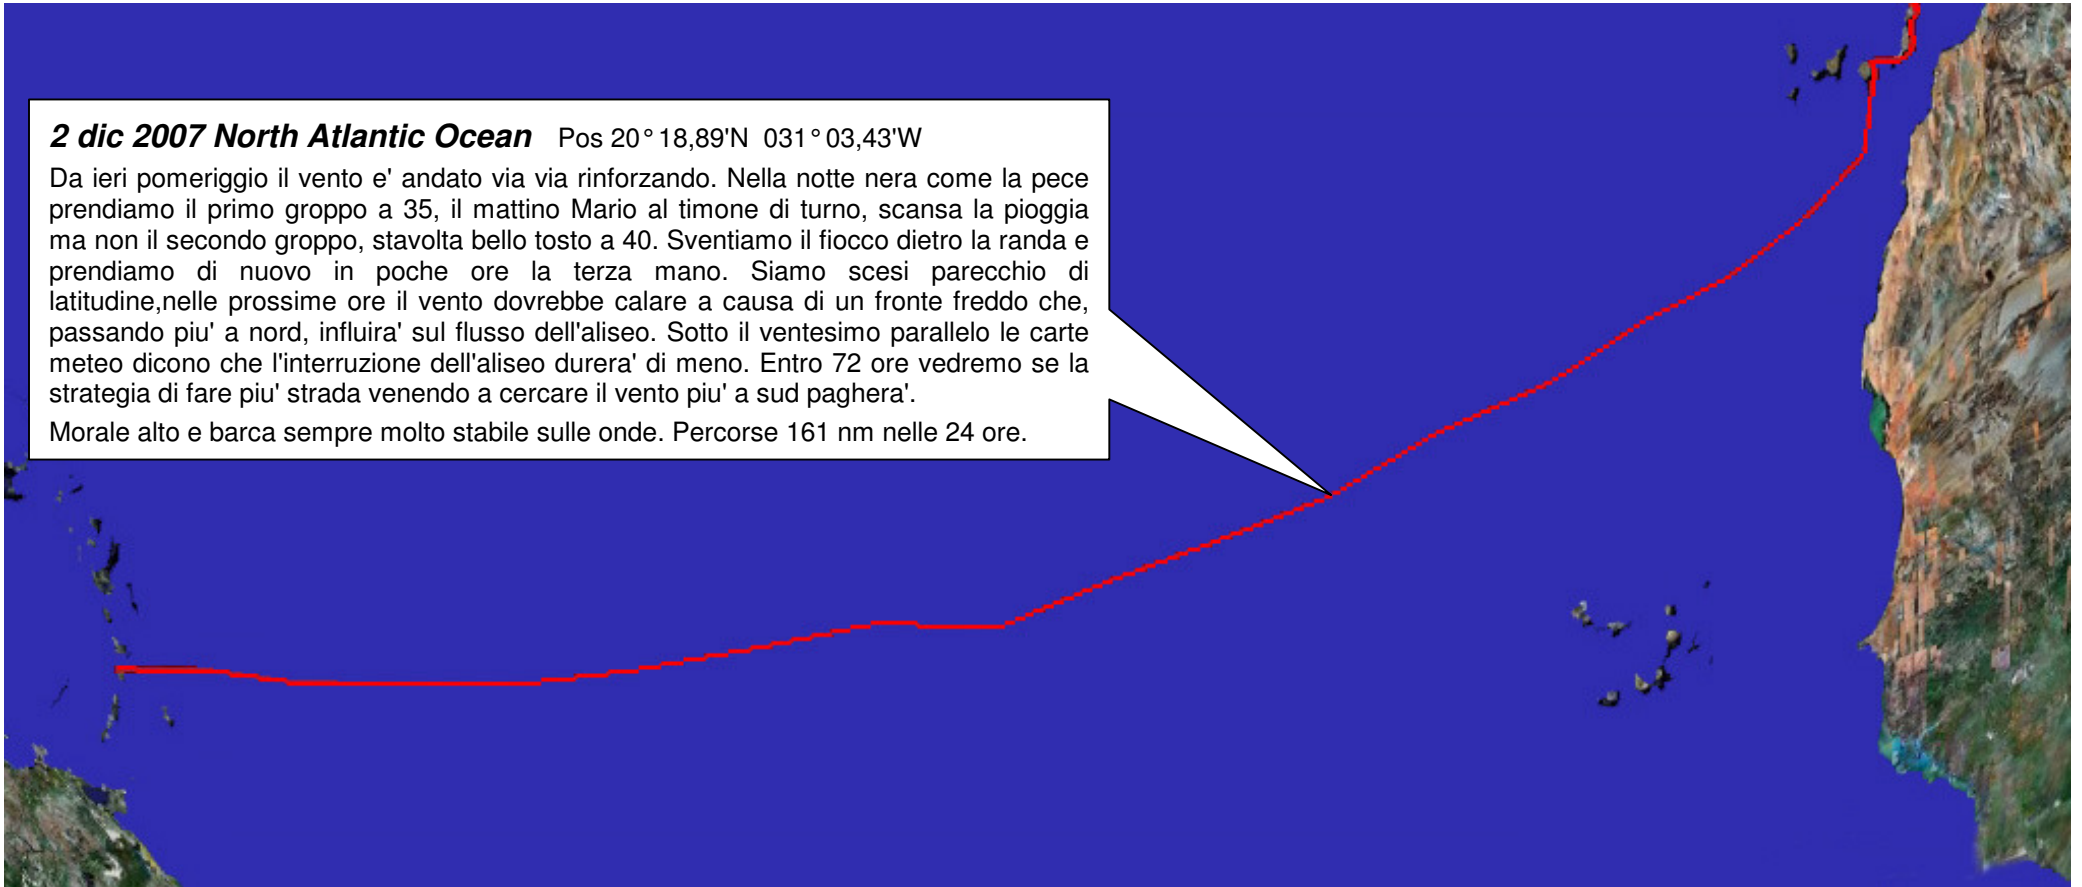 2 dic 2007 North Atlantic Ocean Pos 20°18,89'N 031°03,43'W
Da ieri pomeriggio il vento e' andato via via rinforzando. Nella notte nera come la pece
prendiamo il primo groppo a 35, il mattino Mario al timone di turno, scansa la pioggia
ma non il secondo groppo, stavolta bello tosto a 40. Sventiamo il fiocco dietro la randa e
prendiamo di nuovo in poche ore la terza mano. Siamo scesi parecchio di
latitudine,nelle prossime ore il vento dovrebbe calare a causa di un fronte freddo che,
passando piu' a nord, influira' sul flusso dell'aliseo. Sotto il ventesimo parallelo le carte
meteo dicono che l'interruzione dell'aliseo durera' di meno. Entro 72 ore vedremo se la
strategia di fare piu' strada venendo a cercare il vento piu' a sud paghera'.
Morale alto e barca sempre molto stabile sulle onde. Percorse 161 nm nelle 24 ore.